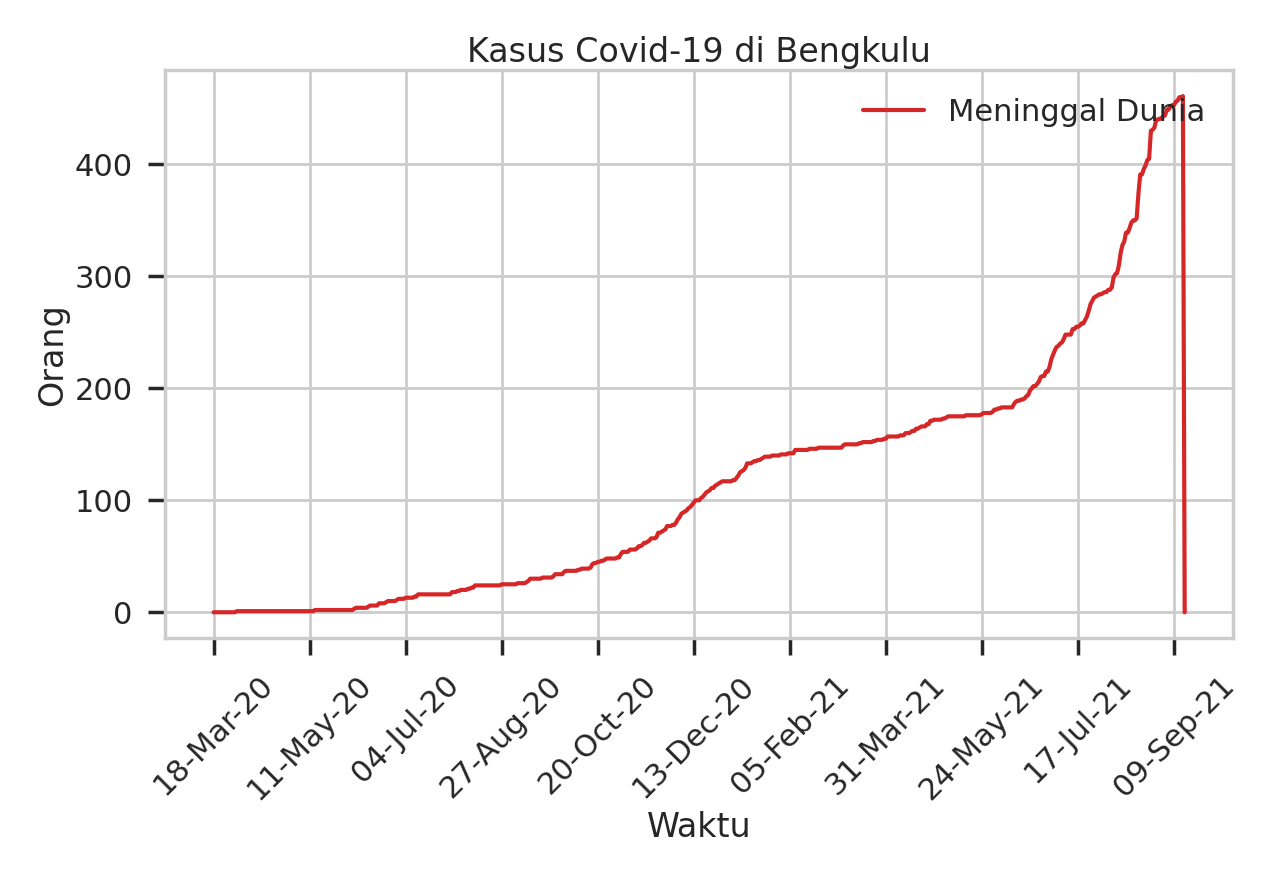 Kasus Covid-19 di Bengkulu
Meninggal Dunia
Orang
400
300
200
100
0
18-Mar-20
11-May-20
04-Jul-20
27-Aug-20
20-Oct-20
13-Dec-20
05-Feb-21
31-Mar-21
24-May-21
17-Jul-21
09-Sep-21
Waktu